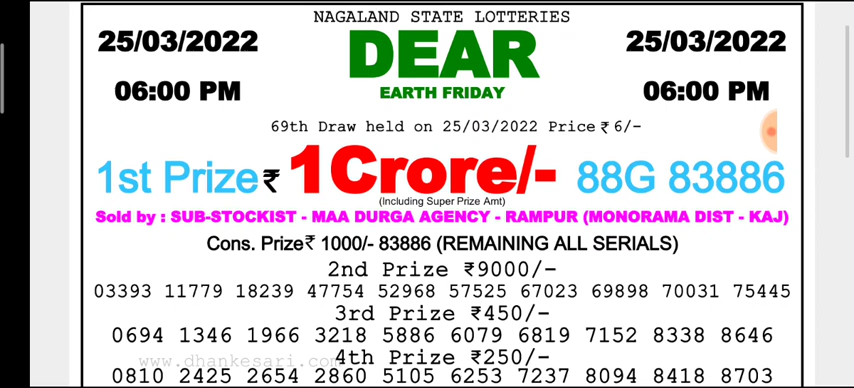 NAGALAND STATE LOTTERIES
25/03/2022 DEAR 25/03/2022
06:00 PM EARTH FRIDAY 06:00 PM
69th Draw held on 25/03/2022 Price ₹ 6/-
1st Prize ₹ 1Crore/- 88G 83886
(Including Super Prize Amt)
Sold by : SUB-STOCKIST - MAA DURGA AGENCY - RAMPUR (MONORAMA DIST - KAJ)
Cons. Prize ₹ 1000/- 83886 (REMAINING ALL SERIALS)
2nd Prize ₹9000/-
03393 11779 18239 47754 52968 57525 67023 69898 70031 75445
3rd Prize ₹450/-
0694 1346 1966 3218 5886 6079 6819 7152 8338 8646
www.dhankesari.com
4th Prize ₹250/-
0810 2425 2654 2860 5105 6253 7237 8094 8418 8703